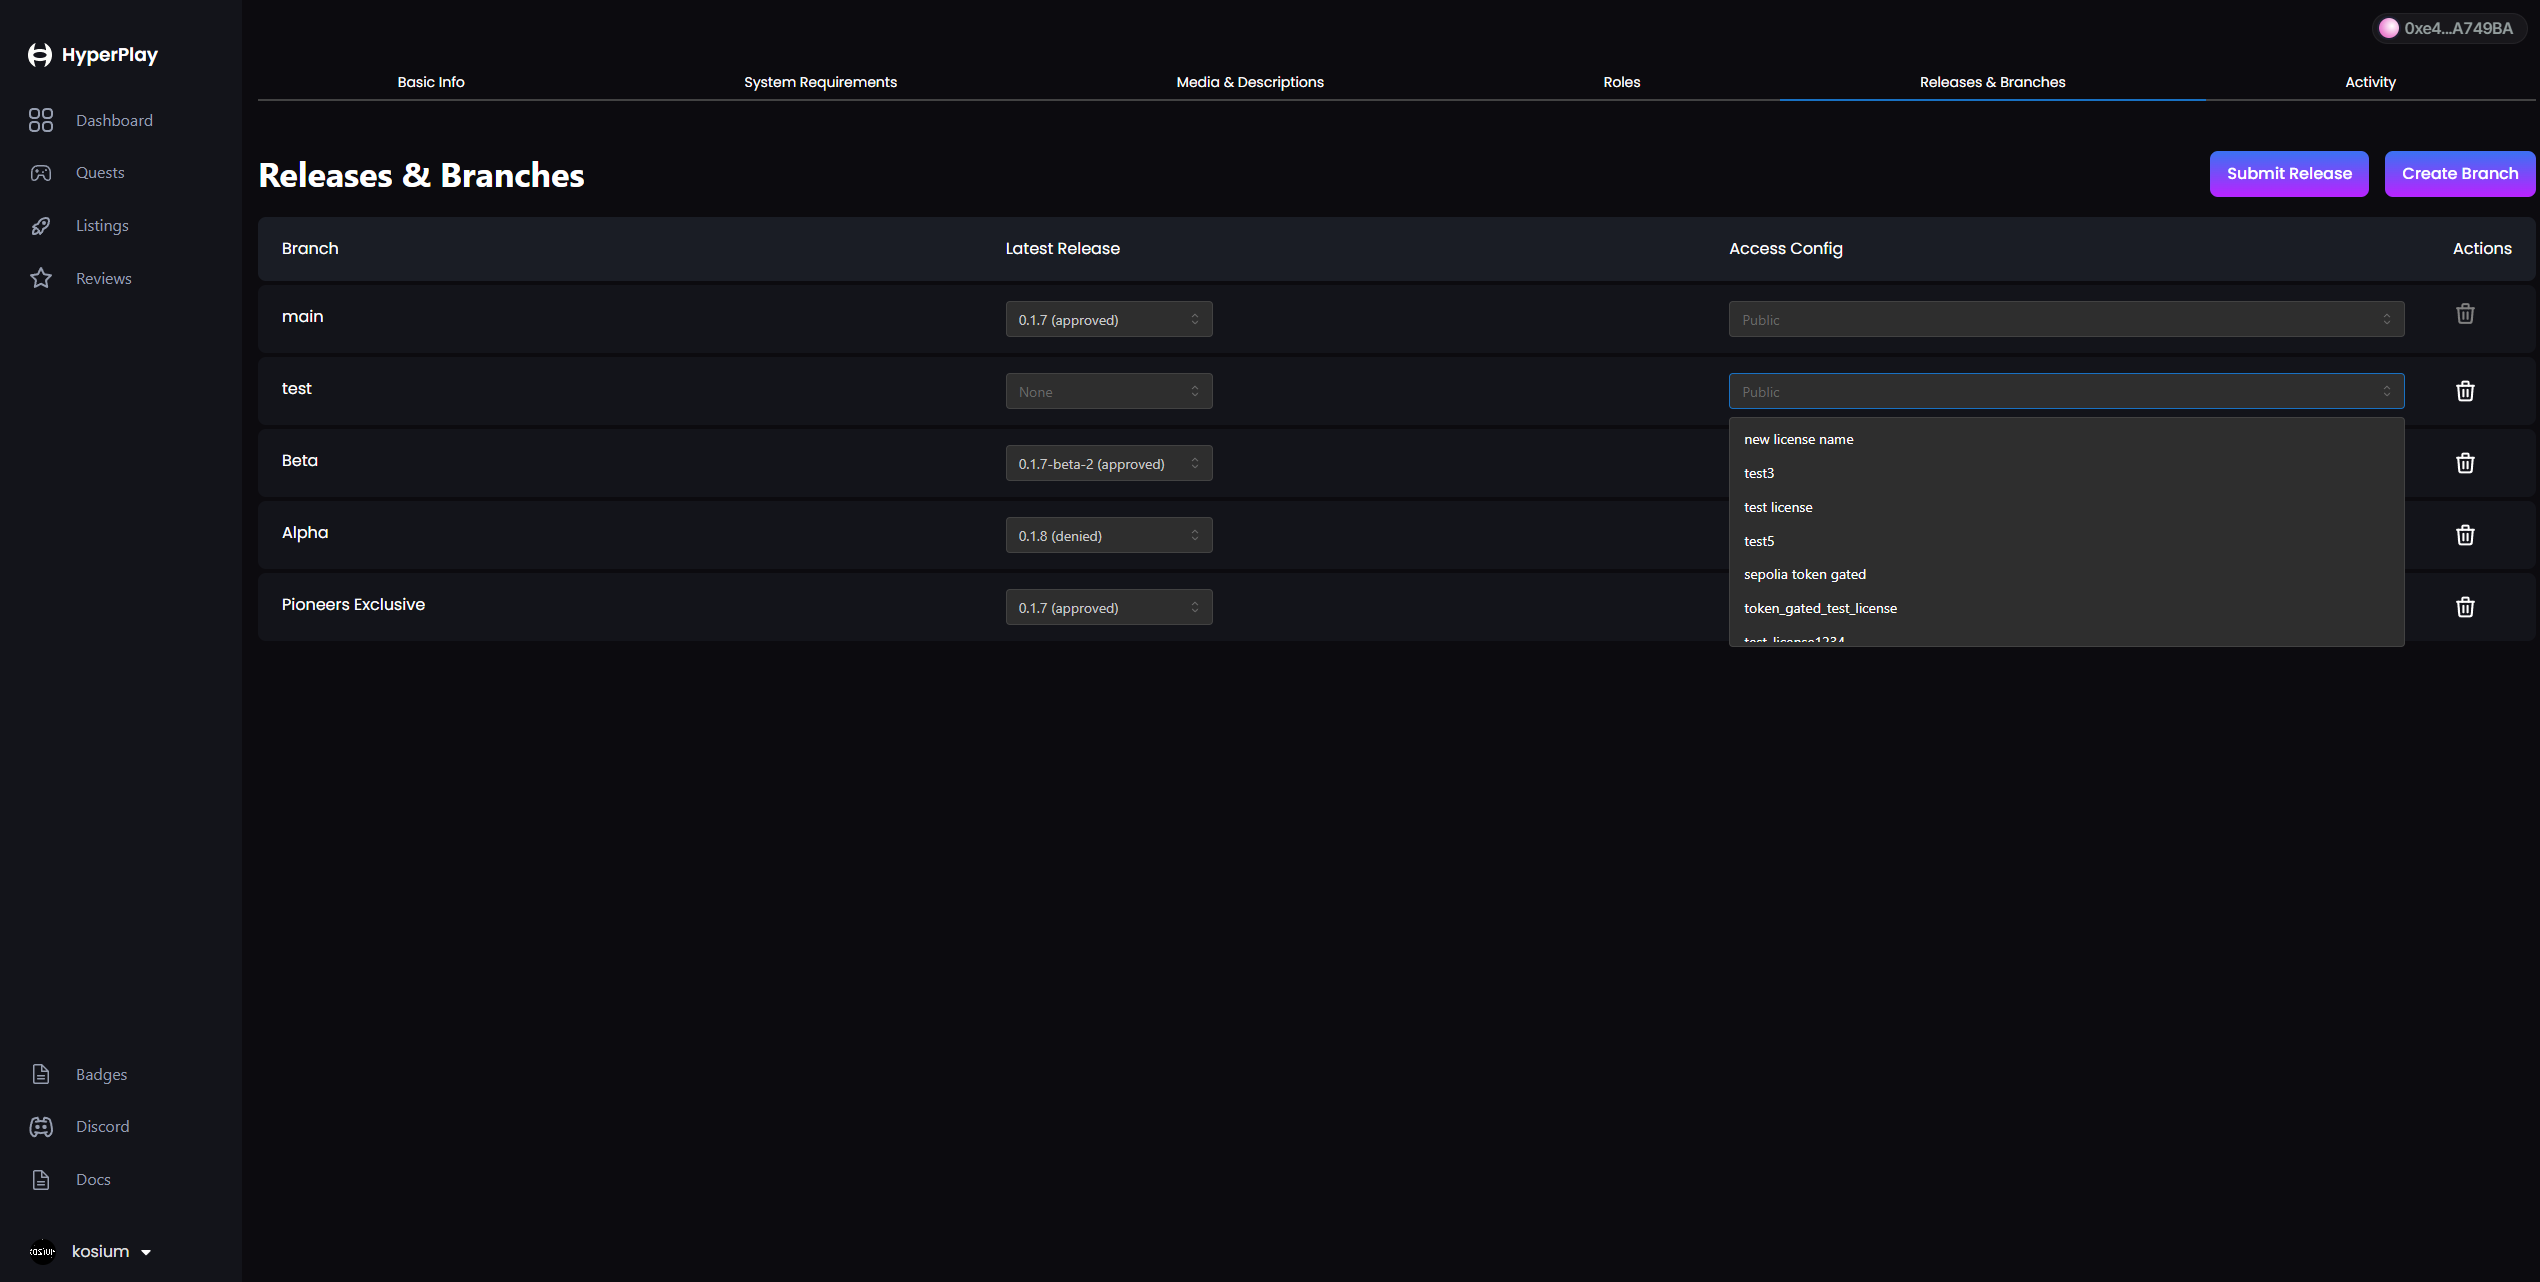 HyperPlay
Dashboard
Quests
Listings
Reviews
Badges
Discord
Docs
kosium
0xe4...A749BA
Basic Info
System Requirements
Media & Descriptions
Roles
Releases & Branches
Activity
Releases & Branches
Submit Release
Create Branch
Branch
Latest Release
Access Config
Actions
main
0.1.7 (approved)
Public
test
None
Public
Beta
0.1.7-beta-2 (approved)
Alpha
0.1.8 (denied)
Pioneers Exclusive
0.1.7 (approved)
new license name
test3
test license
test5
sepolia token gated
token_gated_test_license